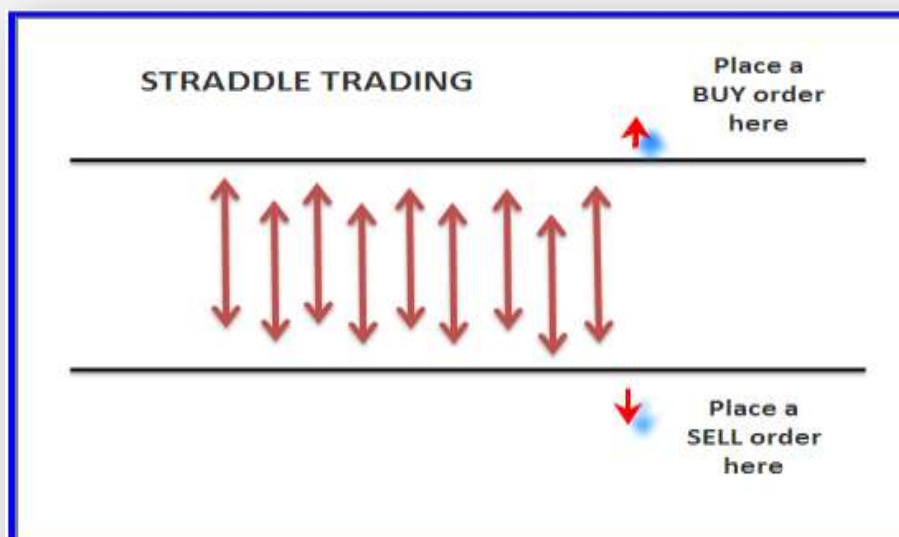 STRADDLE TRADING
Place a
BUY order
here
Place a
SELL order
here